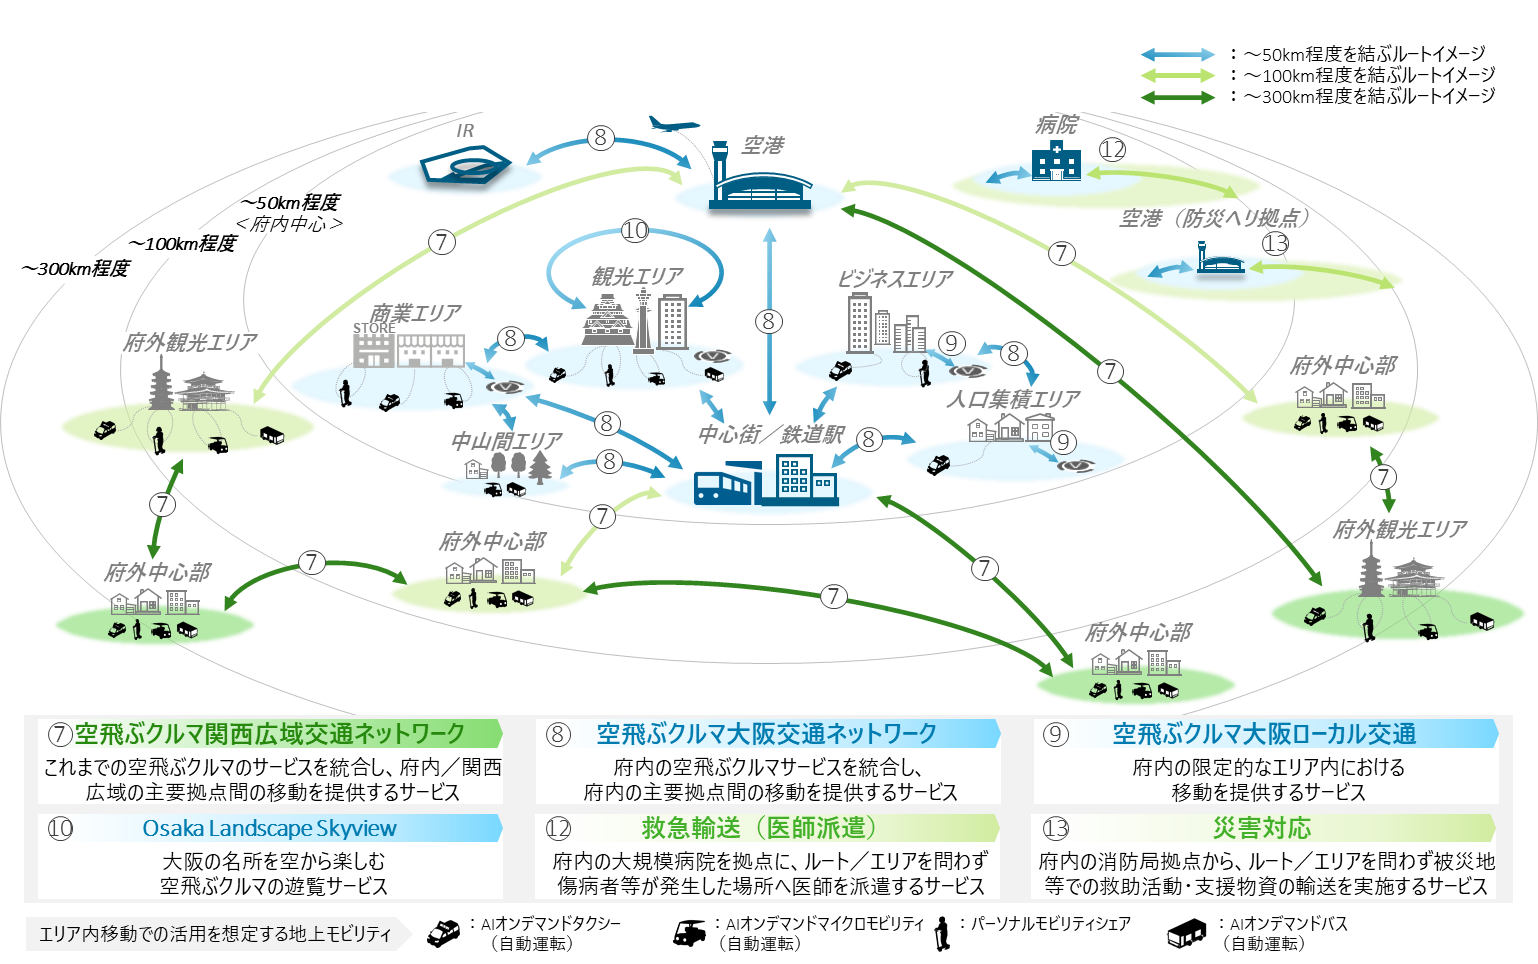 ：～50km程度を結ぶルートイメージ
：～100km程度を結ぶルートイメージ
：～300km程度を結ぶルートイメージ
IR
⑧
空港
病院
⑫
～50km程度
＜府内中心＞
～100km程度
～300km程度
空港（防災ヘリ拠点）
⑬
⑦
⑩
⑦
観光エリア
ビジネスエリア
商業エリア
STORE
⑧
⑧
⑨
⑧
府外観光エリア
府外中心部
⑦
人口集積エリア
中山間エリア
⑧
中心街／鉄道駅
⑧
⑨
⑧
⑦
⑦
⑦
府外観光エリア
府外中心部
府外中心部
⑦
⑦
⑦
府外中心部
⑦空飛ぶクルマ関西広域交通ネットワーク
これまでの空飛ぶクルマのサービスを統合し、府内／関西
広域の主要拠点間の移動を提供するサービス
⑧ 空飛ぶクルマ大阪交通ネットワーク
府内の空飛ぶクルマサービスを統合し、
府内の主要拠点間の移動を提供するサービス
⑨ 空飛ぶクルマ大阪ローカル交通
府内の限定的なエリア内における
移動を提供するサービス
⑩ Osaka Landscape Skyview
大阪の名所を空から楽しむ
空飛ぶクルマの遊覧サービス
⑫ 救急輸送（医師派遣）
府内の大規模病院を拠点に、ルート／エリアを問わず
傷病者等が発生した場所へ医師を派遣するサービス
⑬ 災害対応
府内の消防局拠点から、ルート／エリアを問わず被災地
等での救助活動・支援物資の輸送を実施するサービス
エリア内移動での活用を想定する地上モビリティ
：AIオンデマンドタクシー
（自動運転）
：AIオンデマンドマイクロモビリティ
（自動運転）
：パーソナルモビリティシェア
：AIオンデマンドバス
（自動運転）